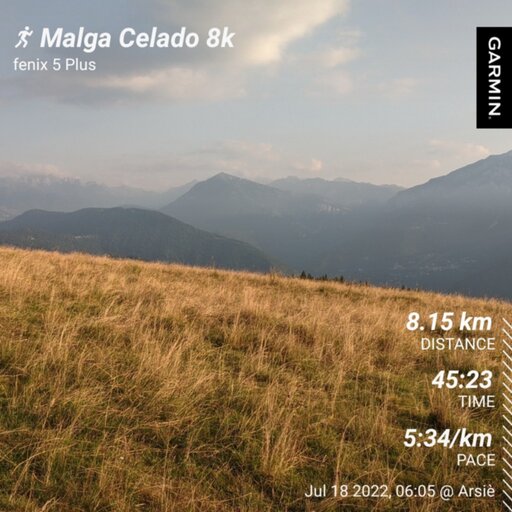 Malga Celado 8k
fenix 5 Plus
GARMIN.
8.15 km
DISTANCE
45:23
TIME
5:34/km
PACE
Jul 18 2022, 06:05 @ Arsiè